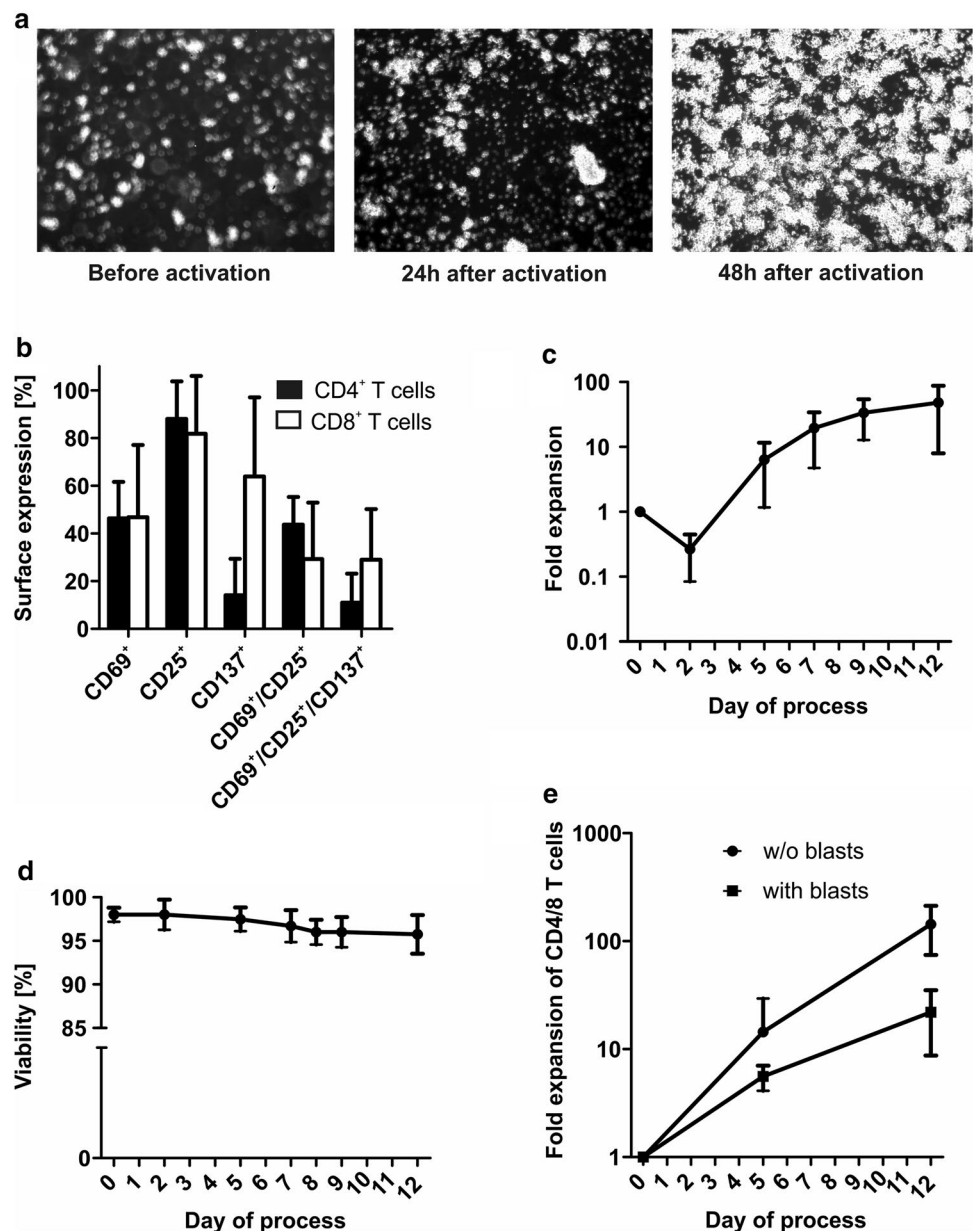 a
Before activation
24h after activation
48h after activation
b
Surface expression [%]
100
80
60
40
20
0
CD4⁺ T cells
CD8⁺ T cells
CD69⁺
CD25⁺
CD137⁺
CD69⁺/CD25⁺
CD69⁺/CD25⁺/CD137⁺
c
Fold expansion
100
10
1
0.1
0.01
0 1 2 3 4 5 6 7 8 9 10 11 12
Day of process
d
Viability [%]
100
95
90
85
0
0 1 2 3 4 5 6 7 8 9 10 11 12
Day of process
e
Fold expansion of CD4/8 T cells
1000
100
10
1
w/o blasts
with blasts
0 1 2 3 4 5 6 7 8 9 10 11 12
Day of process